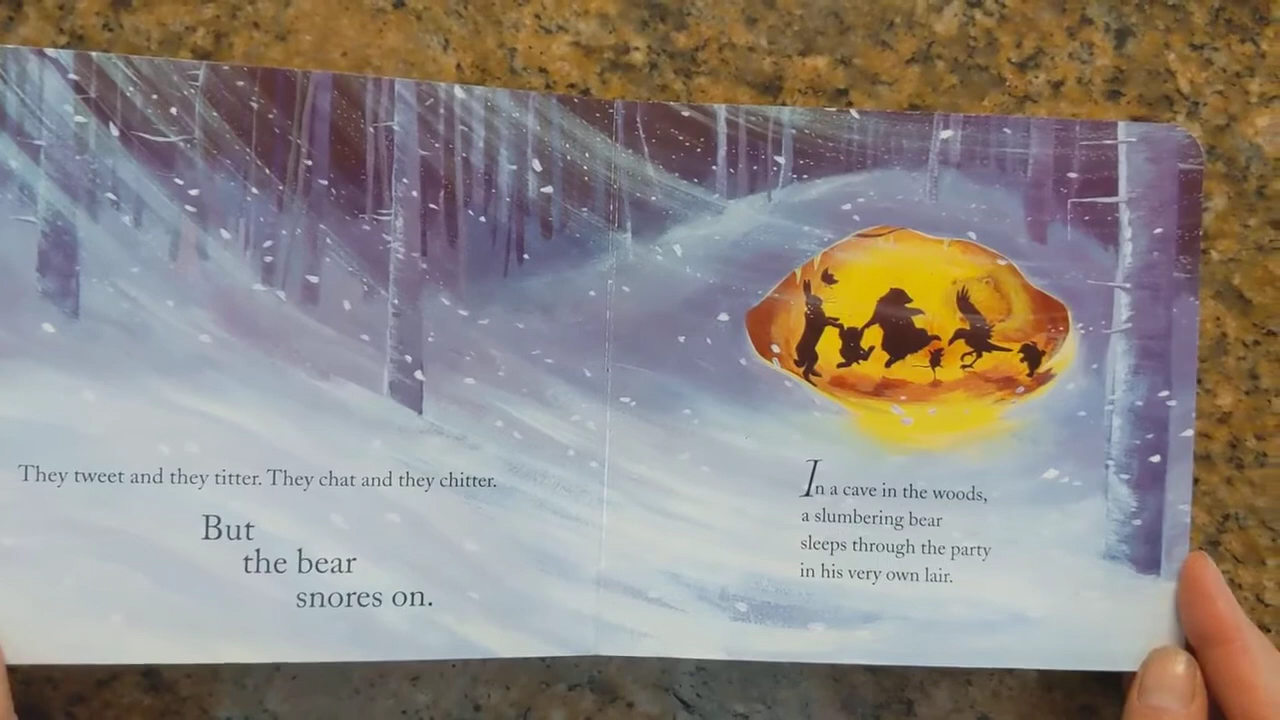 They tweet and they titter. They chat and they chitter.
But
the bear
snores on.
In a cave in the woods,
a slumbering bear
sleeps through the party
in his very own lair.